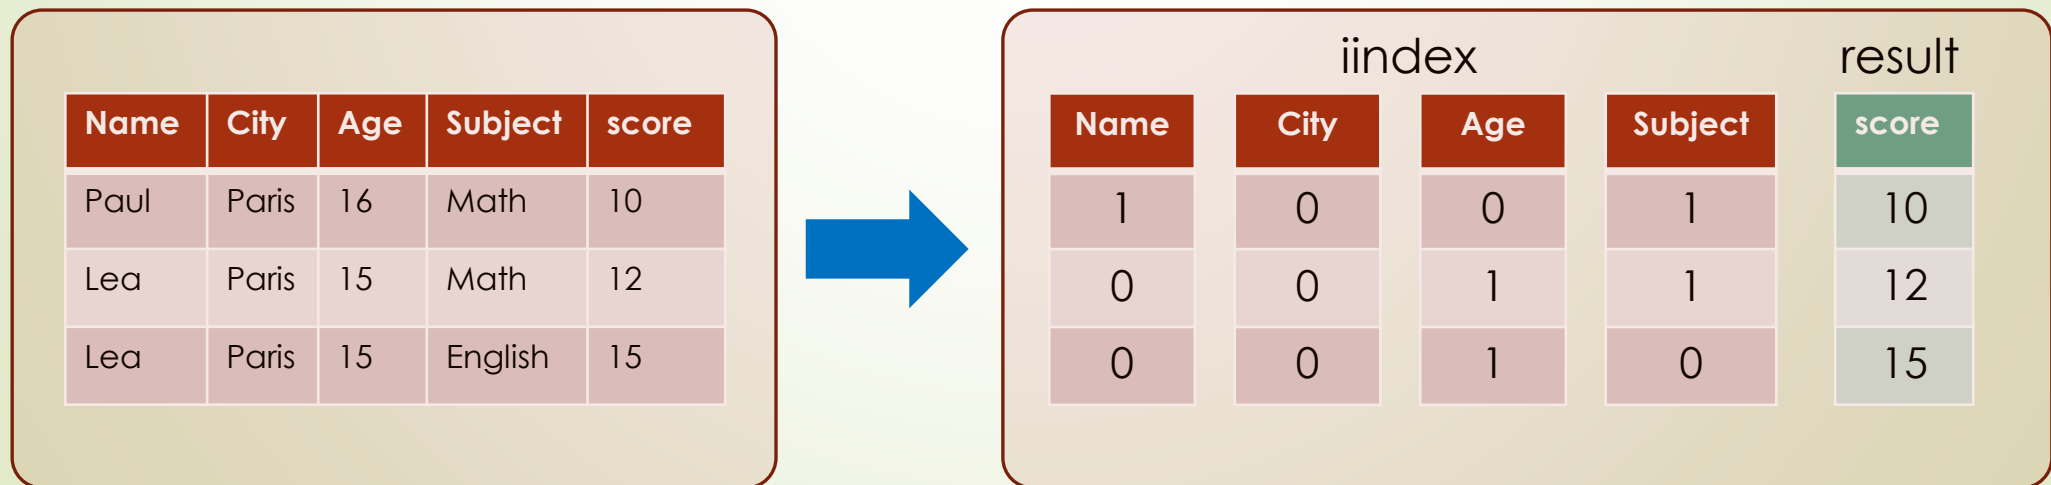 Name City Age Subject score
Paul Paris 16 Math 10
Lea Paris 15 Math 12
Lea Paris 15 English 15
iindex result
Name City Age Subject score
1 0 0 1 10
0 0 1 1 12
0 0 1 0 15